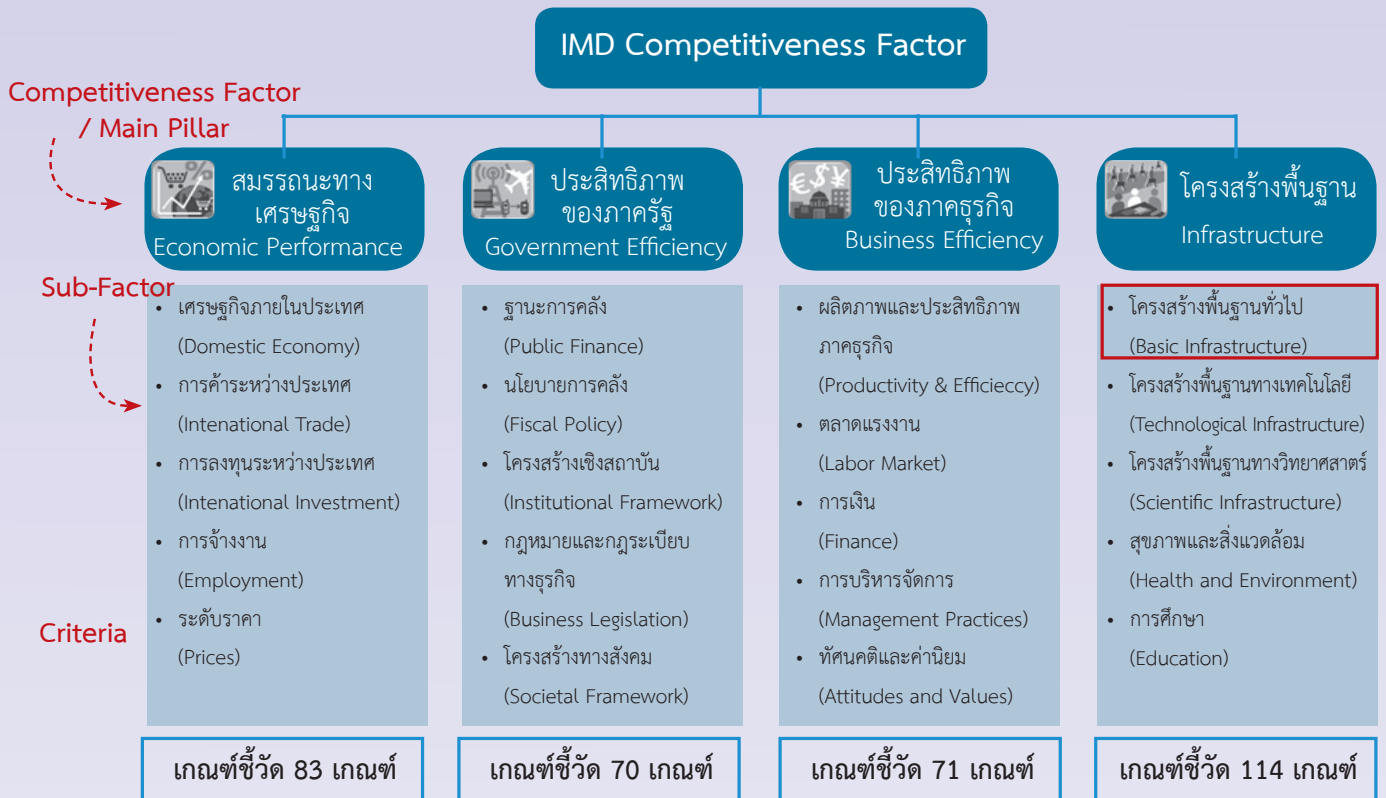 IMD Competitiveness Factor
Competitiveness Factor
/ Main Pillar
สมรรถนะทาง
เศรษฐกิจ
Economic Performance
ประสิทธิภาพ
ของภาครัฐ
Government Efficiency
ประสิทธิภาพ
ของภาคธุรกิจ
Business Efficiency
โครงสร้างพื้นฐาน
Infrastructure
Sub-Factor
• เศรษฐกิจภายในประเทศ
(Domestic Economy)
• การค้าระหว่างประเทศ
(Intenational Trade)
• การลงทุนระหว่างประเทศ
(Intenational Investment)
• การจ้างงาน
(Employment)
• ระดับราคา
(Prices)
• ฐานะการคลัง
(Public Finance)
• นโยบายการคลัง
(Fiscal Policy)
• โครงสร้างเชิงสถาบัน
(Institutional Framework)
• กฎหมายและกฎระเบียบ
ทางธุรกิจ
(Business Legislation)
• โครงสร้างทางสังคม
(Societal Framework)
• ผลิตภาพและประสิทธิภาพ
ภาคธุรกิจ
(Productivity & Efficieccy)
• ตลาดแรงงาน
(Labor Market)
• การเงิน
(Finance)
• การบริหารจัดการ
(Management Practices)
• ทัศนคติและค่านิยม
(Attitudes and Values)
• โครงสร้างพื้นฐานทั่วไป
(Basic Infrastructure)
• โครงสร้างพื้นฐานทางเทคโนโลยี
(Technological Infrastructure)
• โครงสร้างพื้นฐานทางวิทยาศาตร์
(Scientific Infrastructure)
• สุขภาพและสิ่งแวดล้อม
(Health and Environment)
• การศึกษา
(Education)
Criteria
เกณฑ์ชี้วัด 83 เกณฑ์
เกณฑ์ชี้วัด 70 เกณฑ์
เกณฑ์ชี้วัด 71 เกณฑ์
เกณฑ์ชี้วัด 114 เกณฑ์